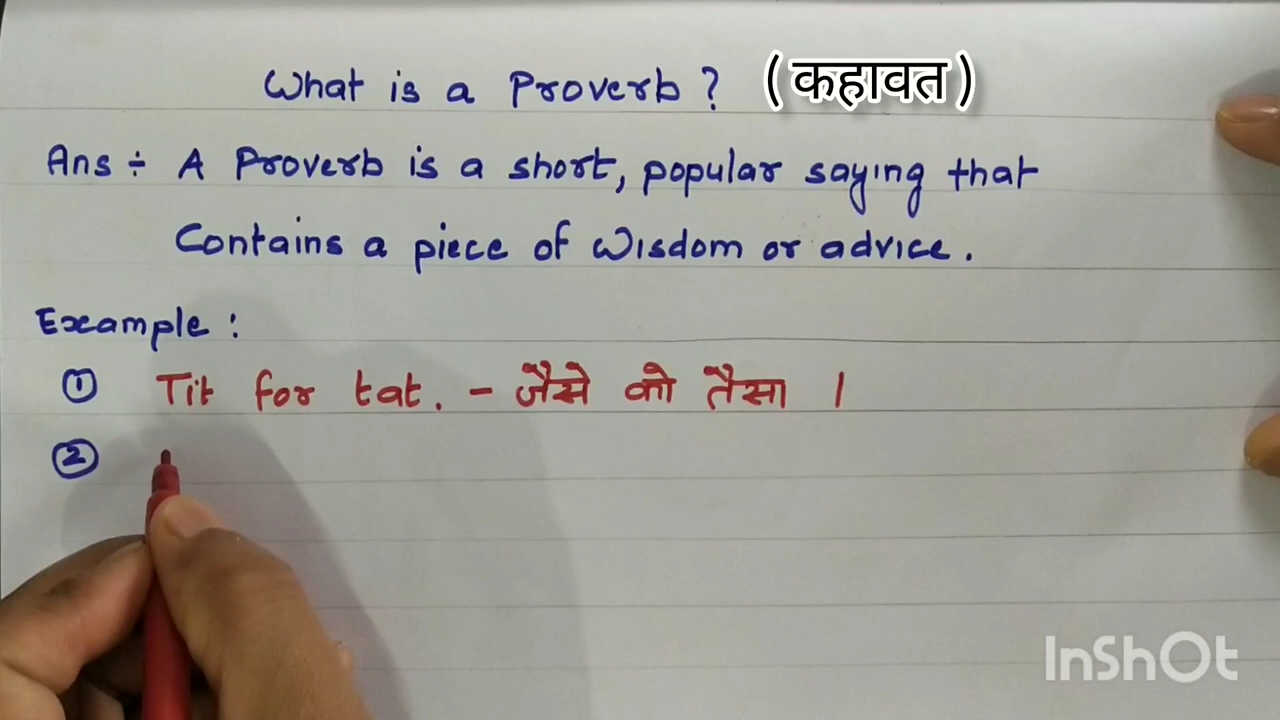 What is a Proverb ? (कहावत)
Ans ÷ A Proverb is a short, popular saying that
Contains a piece of wisdom or advice.
Example :
① Tit for tat. - जैसे को तैसा ।
②
InShOt